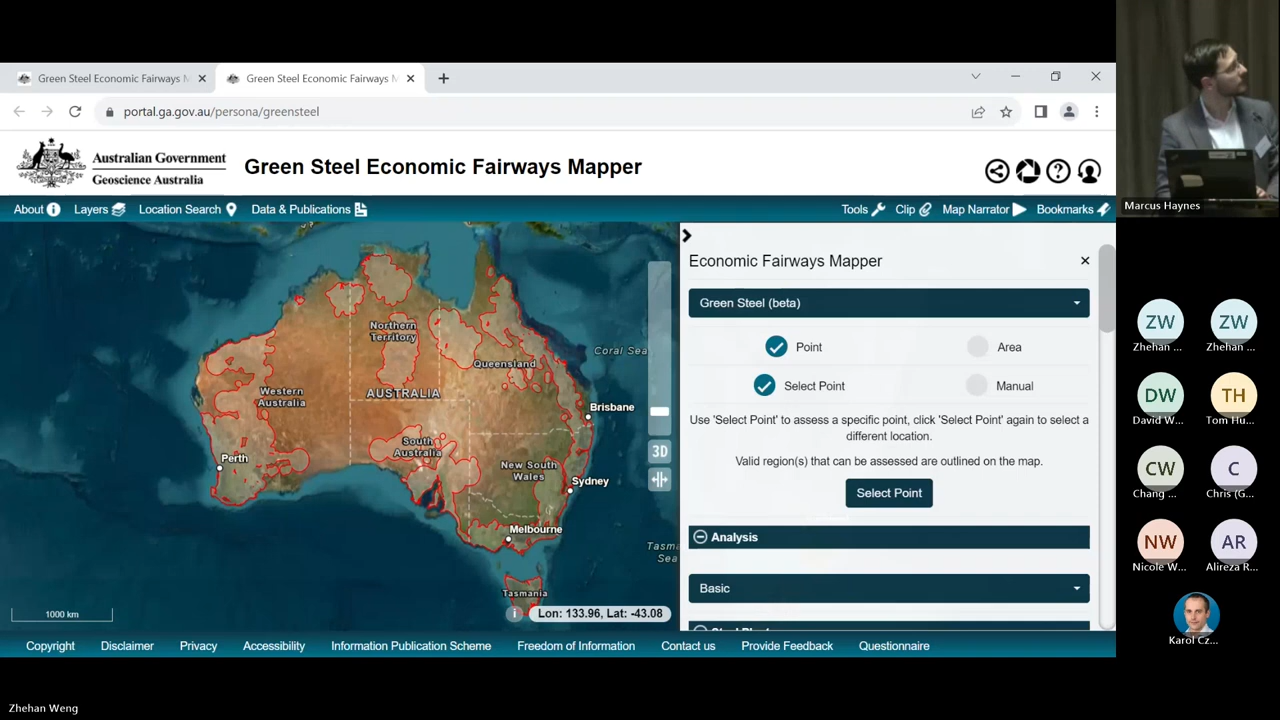 Green Steel Economic Fairways M
Green Steel Economic Fairways M
portal.ga.gov.au/persona/greensteel
Australian Government
Geoscience Australia
Green Steel Economic Fairways Mapper
About
Layers
Location Search
Data & Publications
Tools
Clip
Map Narrator
Bookmarks
Northern
Territory
Coral Sea
Queensland
Western
Australia
AUSTRALIA
Brisbane
South
Australia
Perth
New South
Wales
Sydney
Melbourne
Tasm
Sea
Tasmania
3D
1000 km
Lon: 133.96, Lat: -43.08
Economic Fairways Mapper
Green Steel (beta)
Point
Area
Select Point
Manual
Use 'Select Point' to assess a specific point, click 'Select Point' again to select a
different location.
Valid region(s) that can be assessed are outlined on the map.
Select Point
Analysis
Basic
Copyright
Disclaimer
Privacy
Accessibility
Information Publication Scheme
Freedom of Information
Contact us
Provide Feedback
Questionnaire
Marcus Haynes
ZW
Zhehan ...
ZW
Zhehan ...
DW
David W...
TH
Tom Hu...
CW
Chang ...
C
Chris (G...
NW
Nicole W...
AR
Alireza R...
Karol Cz...
Zhehan Weng